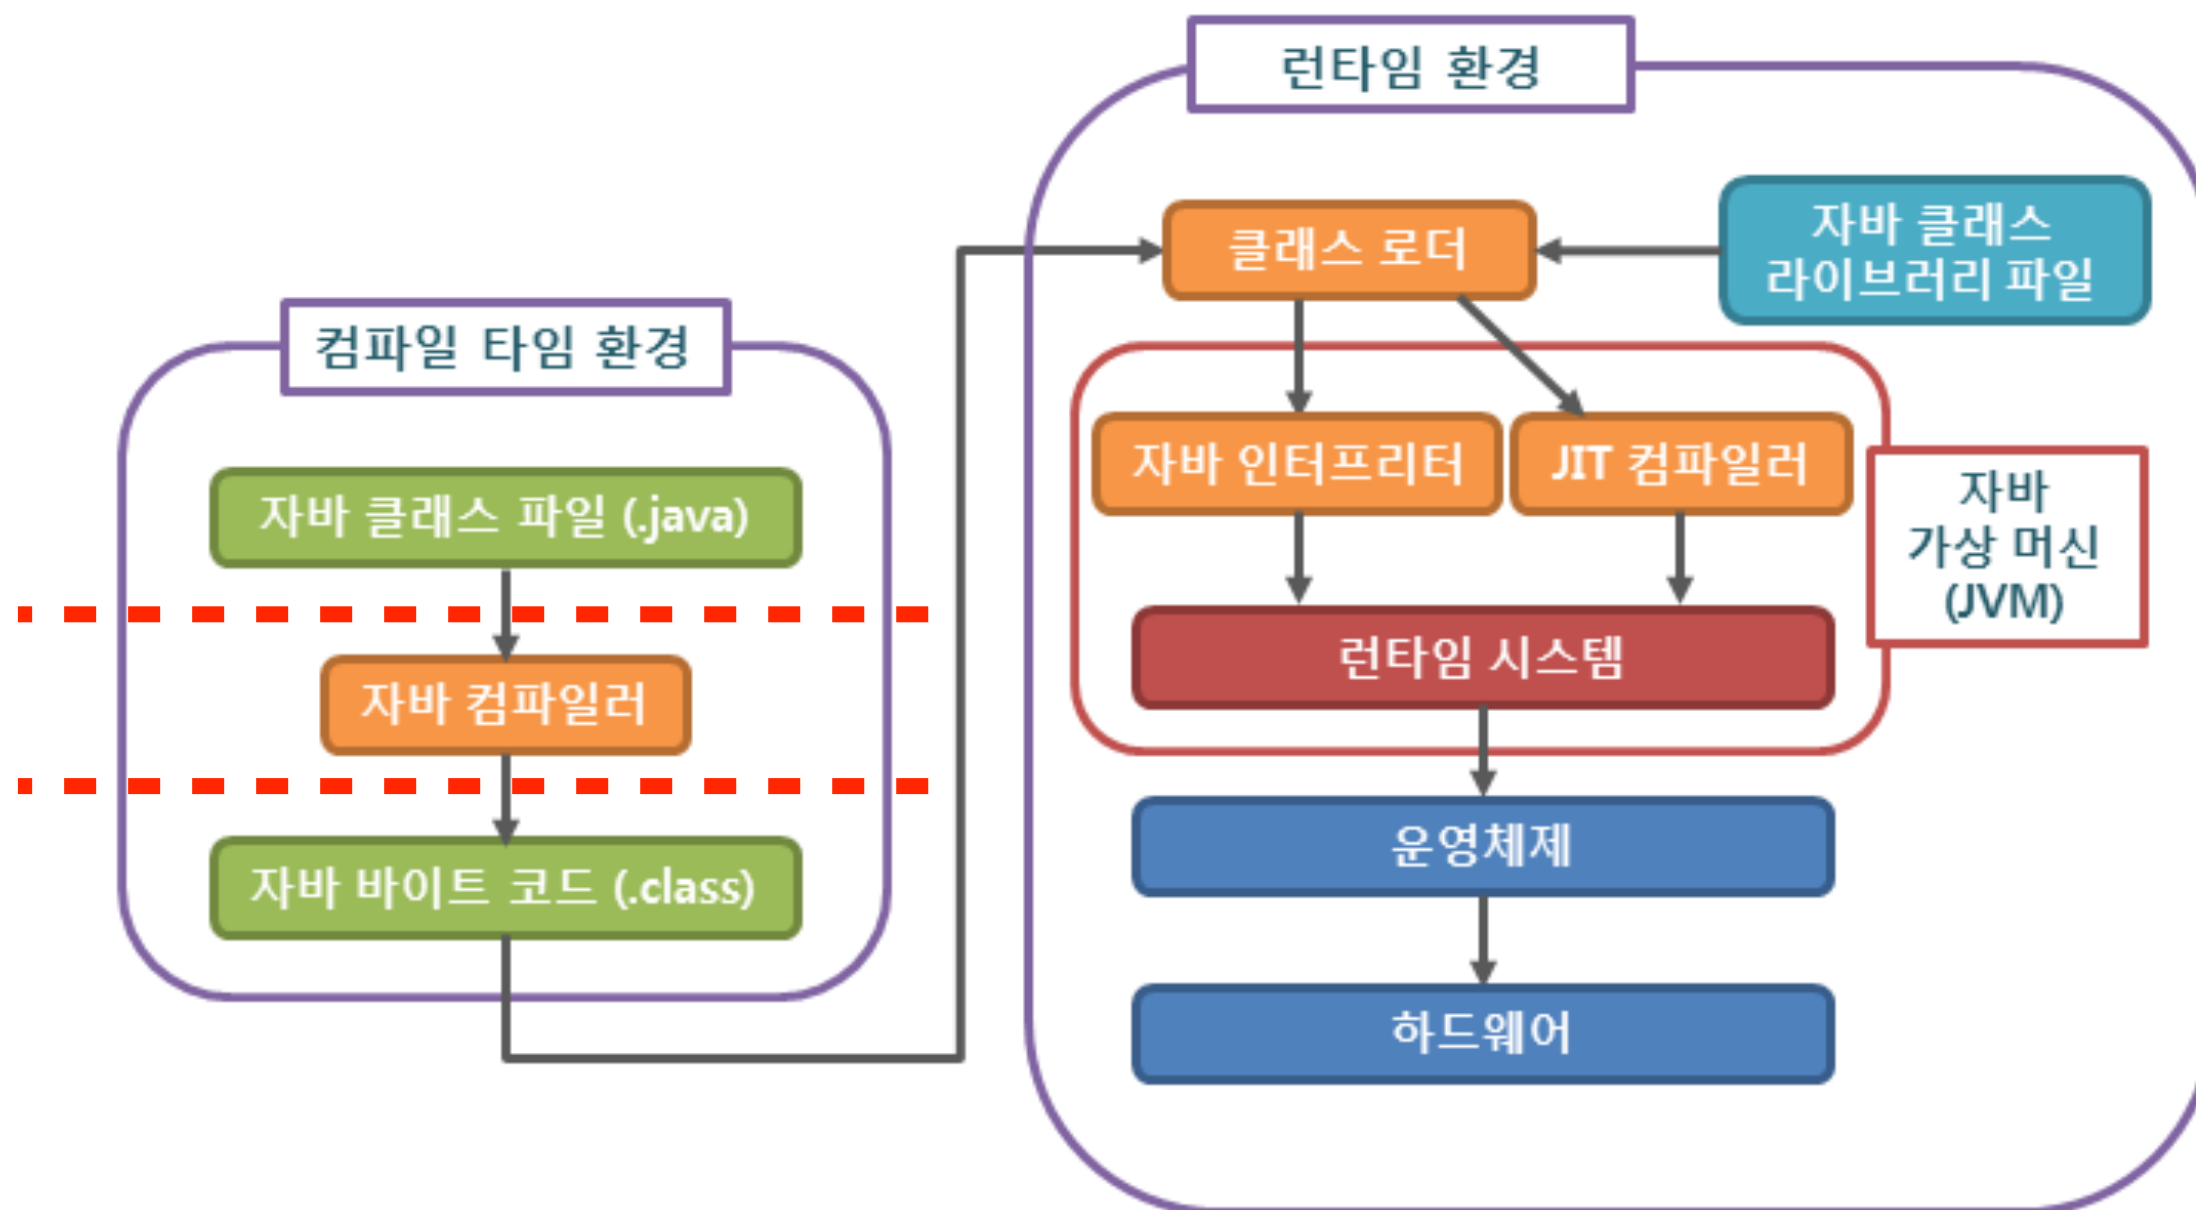 런타임 환경
클래스 로더
자바 클래스
라이브러리 파일
컴파일 타임 환경
자바 클래스 파일 (.java)
자바 컴파일러
자바 바이트 코드 (.class)
자바 인터프리터
JIT 컴파일러
자바
가상 머신
(JVM)
런타임 시스템
운영체제
하드웨어